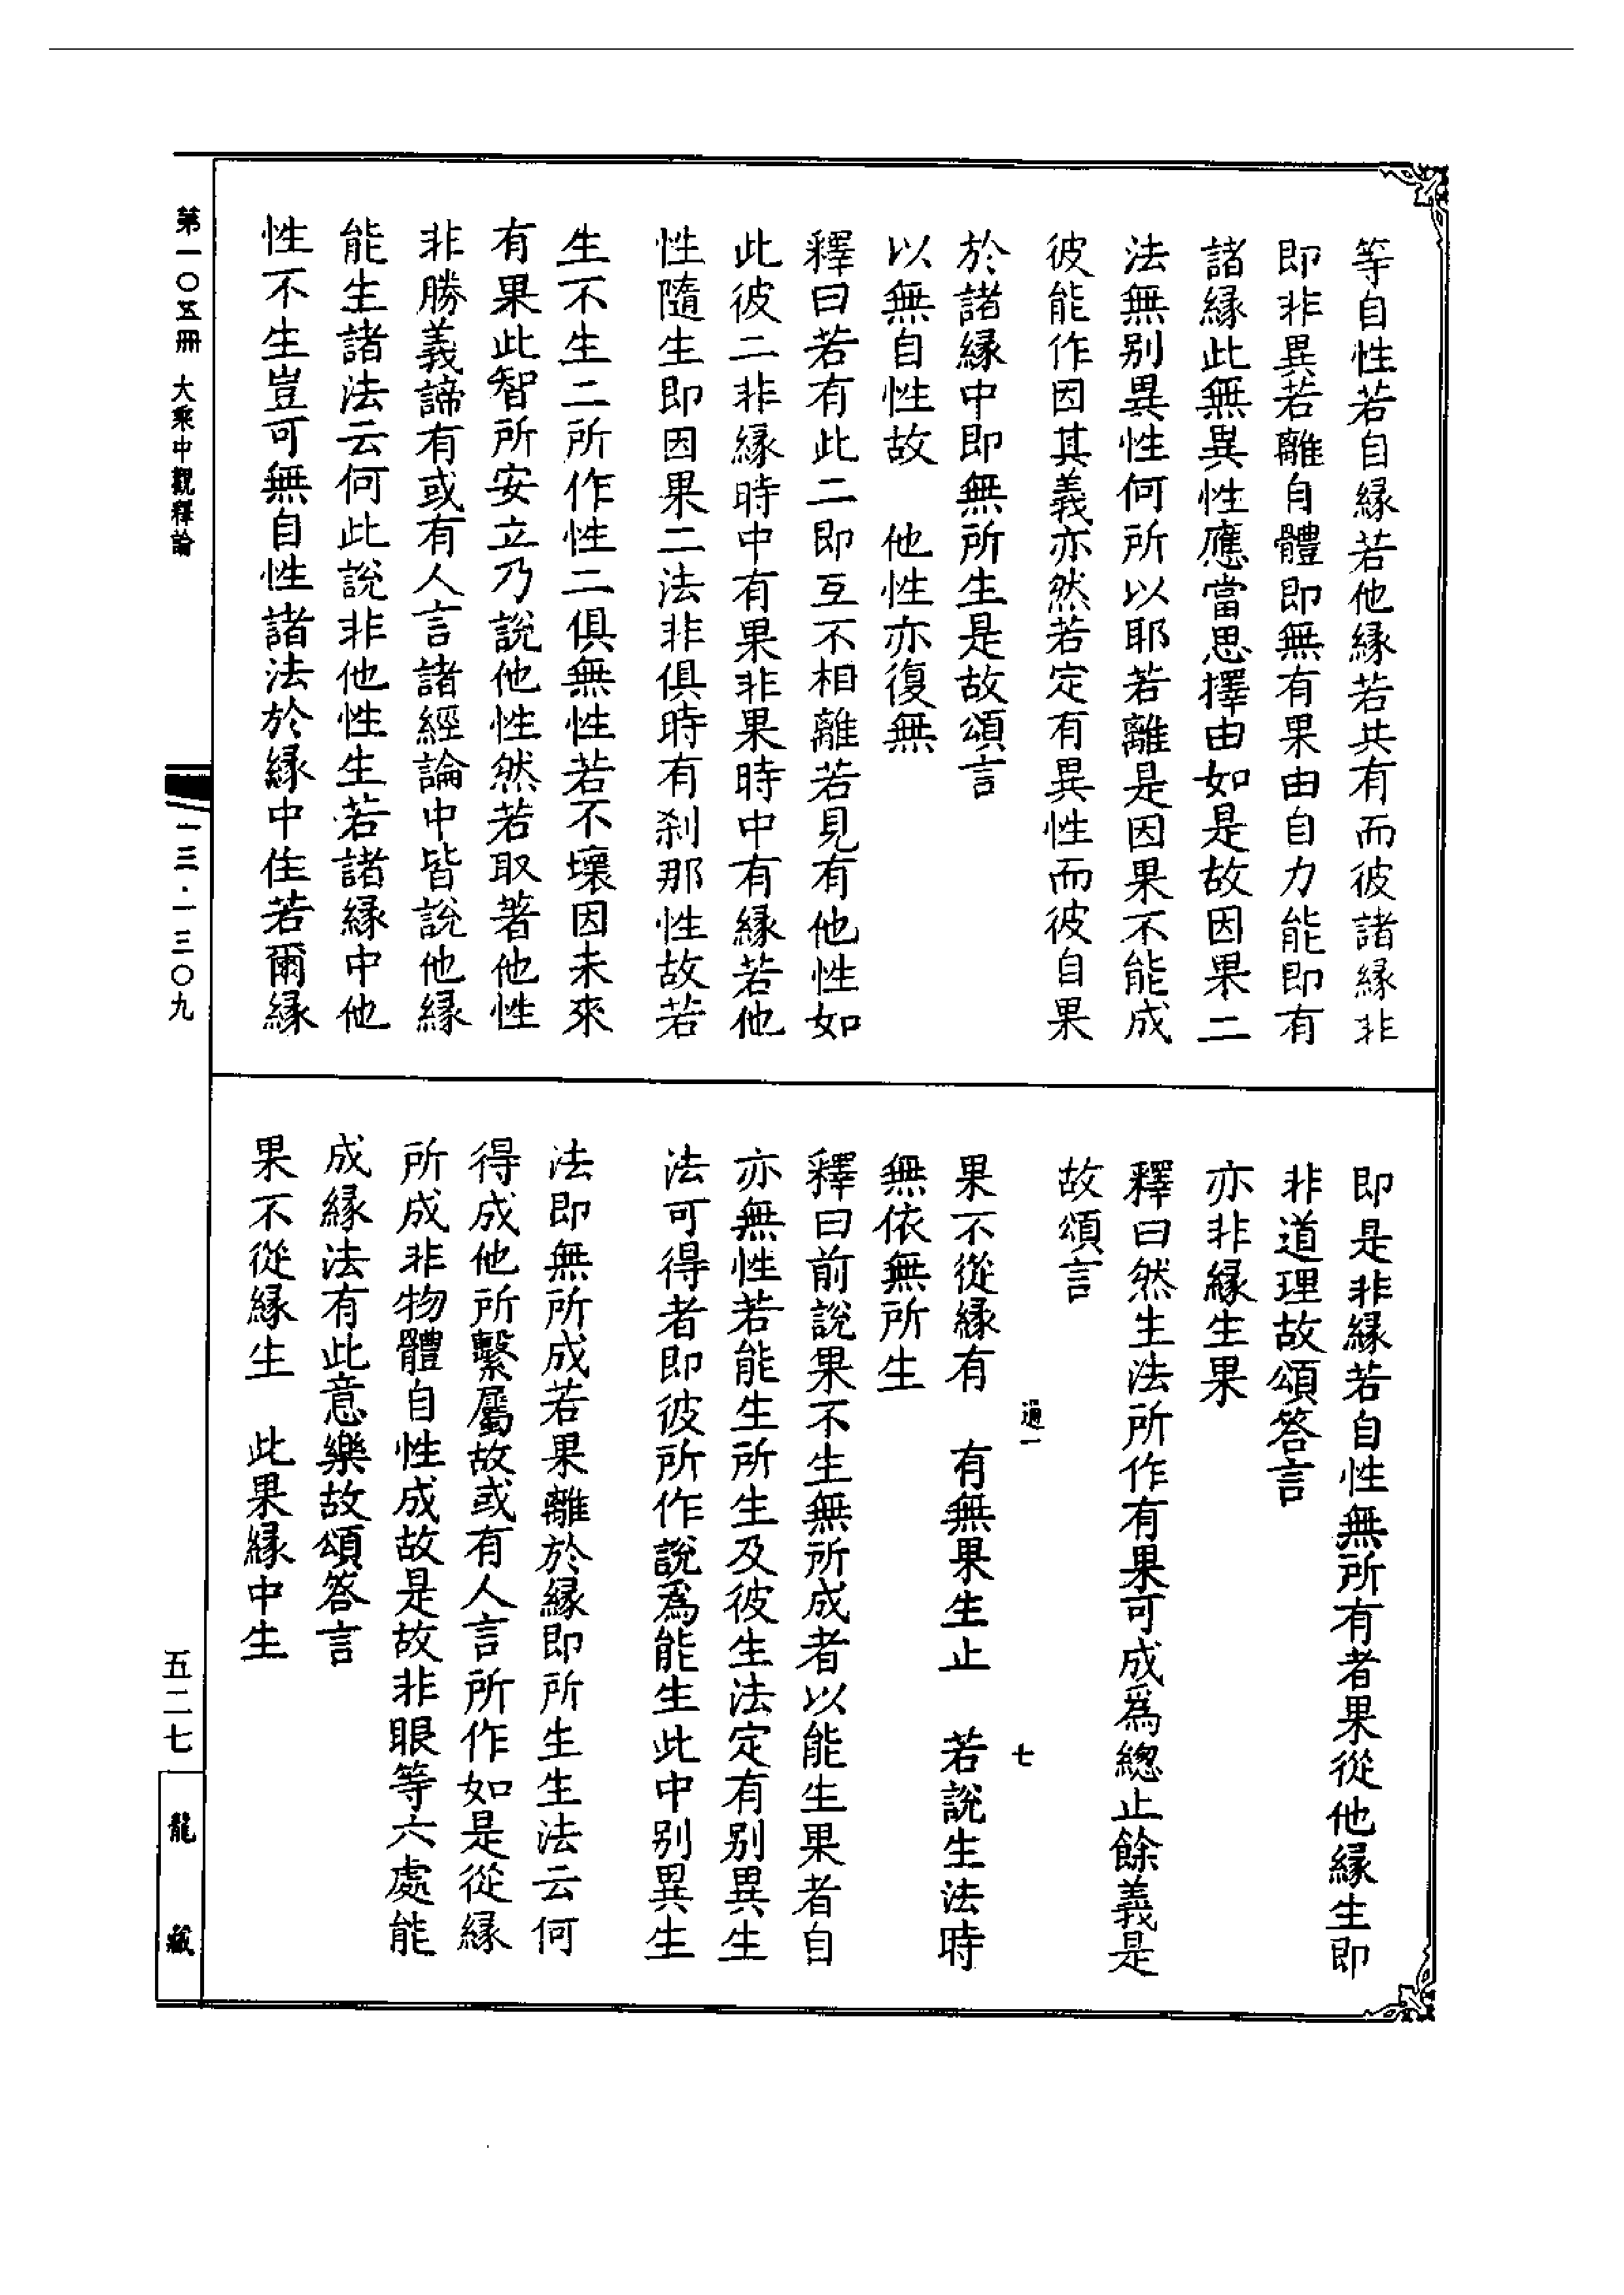 等自性若自緣若他緣若共有而彼諸緣非
即非異若離自體即無有果由自力能即有
諸緣此無異性應當思擇由如是故因果二
法無别異性何所以耶若離是因果不能成
彼能作因其義亦然若定有異性而彼自果
於諸緣中即無所生是故頌言
以無自性故　他性亦復無
釋曰若有此二即互不相離若見有他性如
此彼二非緣時中有果非果時中有緣若他
性隨生即因果二法非俱時有刹那性故若
生不生二所作性二俱無性若不壞因未來
有果此智所安立乃說他性然若取著他性
非勝義諦有或有人言諸經論中皆說他緣
能生諸法云何此說非他性生若諸緣中他
性不生豈可無自性諸法於緣中住若爾緣
即是非緣若自性無所有者果從他緣生即
非道理故頌答言
亦非緣生果
釋曰然生法所作有果可成爲總止餘義是
故頌言
通一　七
果不從緣有　有無果生止　若說生法時
無依無所生
釋曰前說果不生無所成者以能生果者自
亦無性若能生所生及彼生法定有别異生
法可得者即彼所作說爲能生此中别異生
法即無所成若果離於緣即所生生法云何
得成他所繫屬故或有人言所作如是從緣
所成非物體自性成故是故非眼等六處能
成緣法有此意樂故頌答言
果不從緣生　此果緣中生
第一〇五冊　大乘中觀釋論
一三·一三〇九
五二七
龍藏